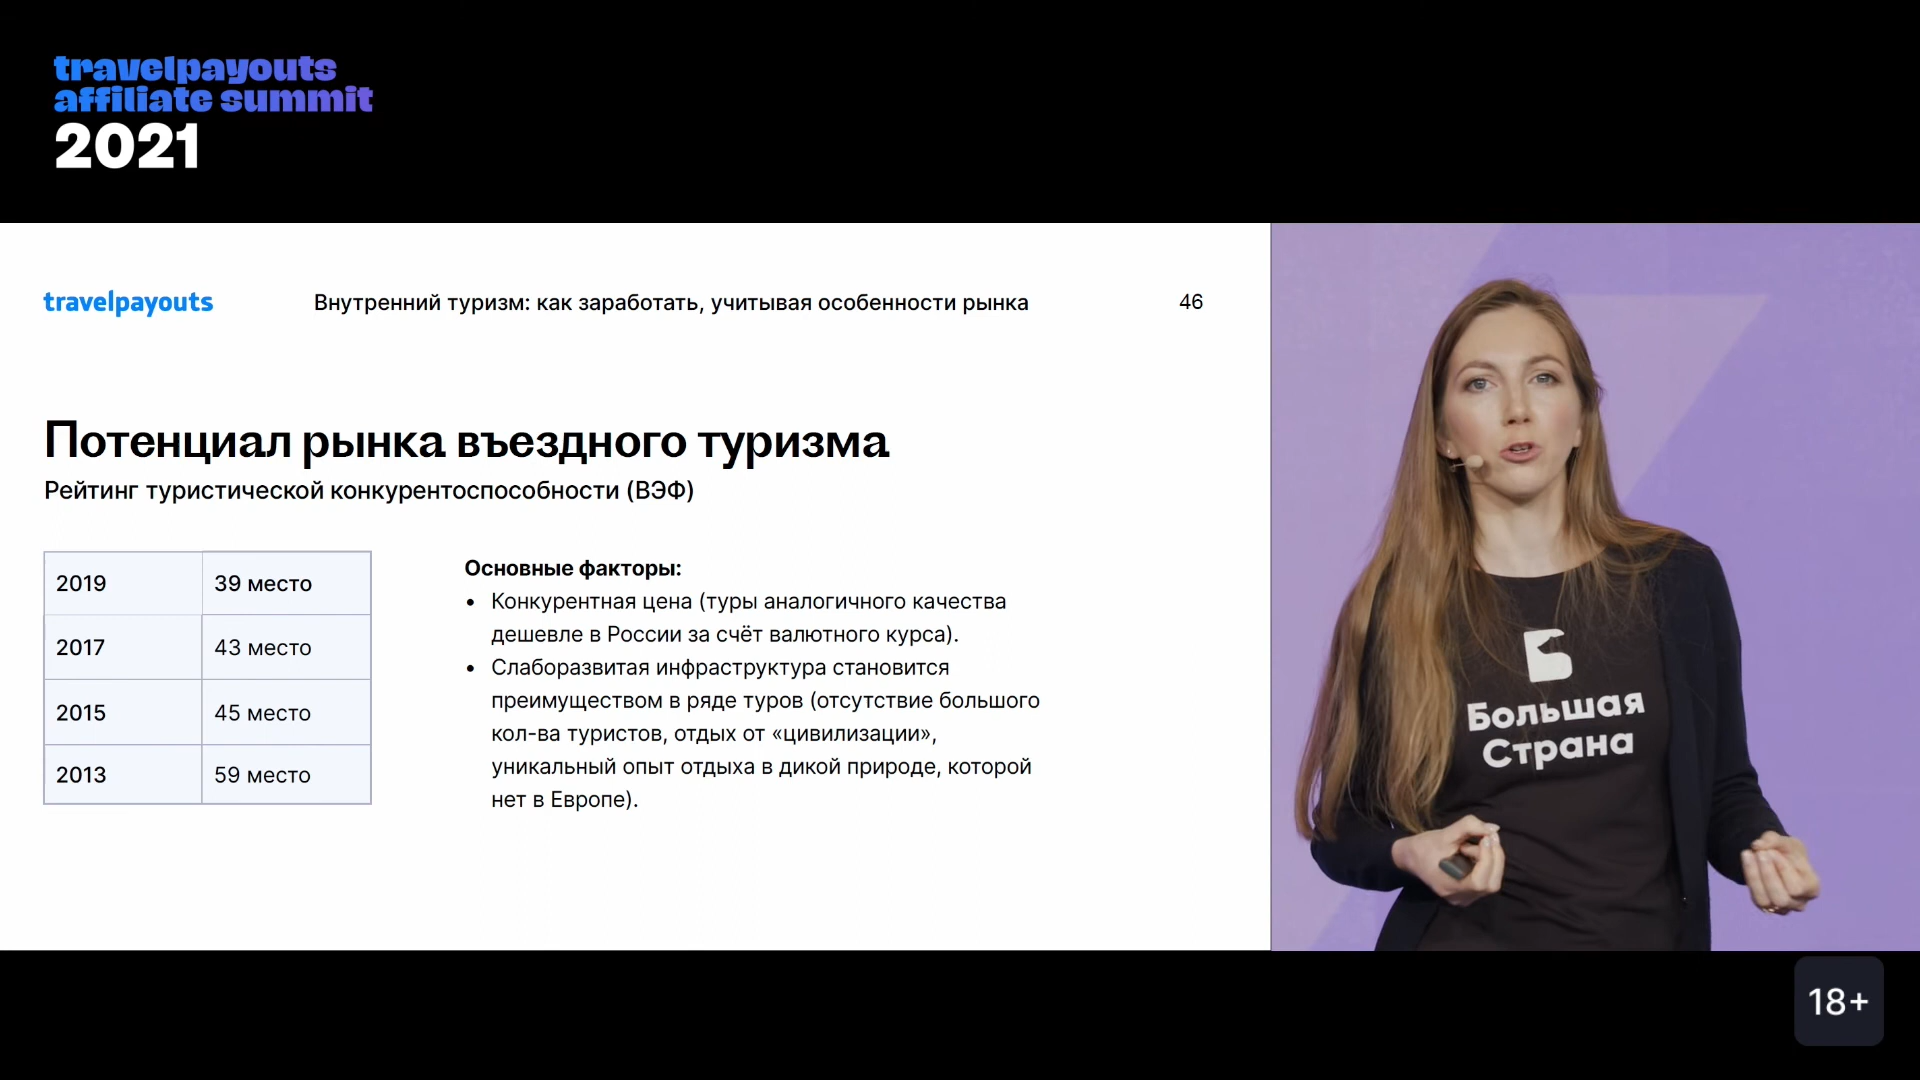 travelpayouts
affiliate summit
2021
travelpayouts
Внутренний туризм: как заработать, учитывая особенности рынка
46
Потенциал рынка въездного туризма
Рейтинг туристической конкурентоспособности (ВЭФ)
2019 39 место
2017 43 место
2015 45 место
2013 59 место
Основные факторы:
• Конкурентная цена (туры аналогичного качества
дешевле в России за счёт валютного курса).
• Слаборазвитая инфраструктура становится
преимуществом в ряде туров (отсутствие большого
кол-ва туристов, отдых от «цивилизации»,
уникальный опыт отдыха в дикой природе, которой
нет в Европе).
Большая
Страна
18+